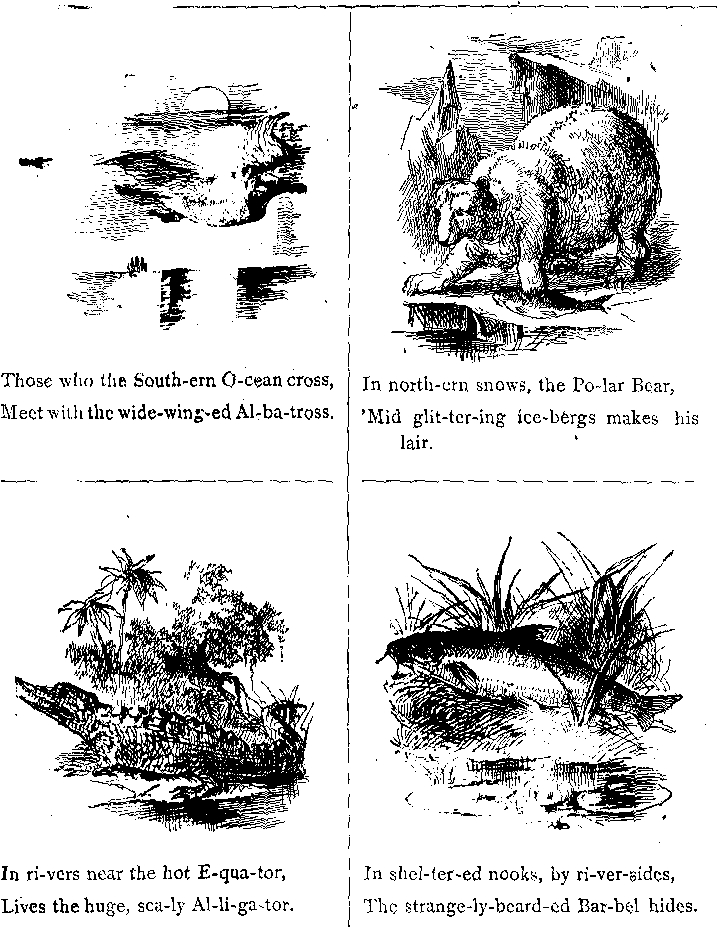 Those who the South-ern O-cean cross,
Meet with the wide-wing-ed Al-ba-tross.
In north-ern snows, the Po-lar Bear,
'Mid glit-ter-ing ice-bergs makes his
lair.
In ri-vers near the hot E-qua-tor,
Lives the huge, sca-ly Al-li-ga-tor.
In shel-ter-ed nooks, by ri-ver-sides,
The strange-ly-beard-ed Bar-bel hides.